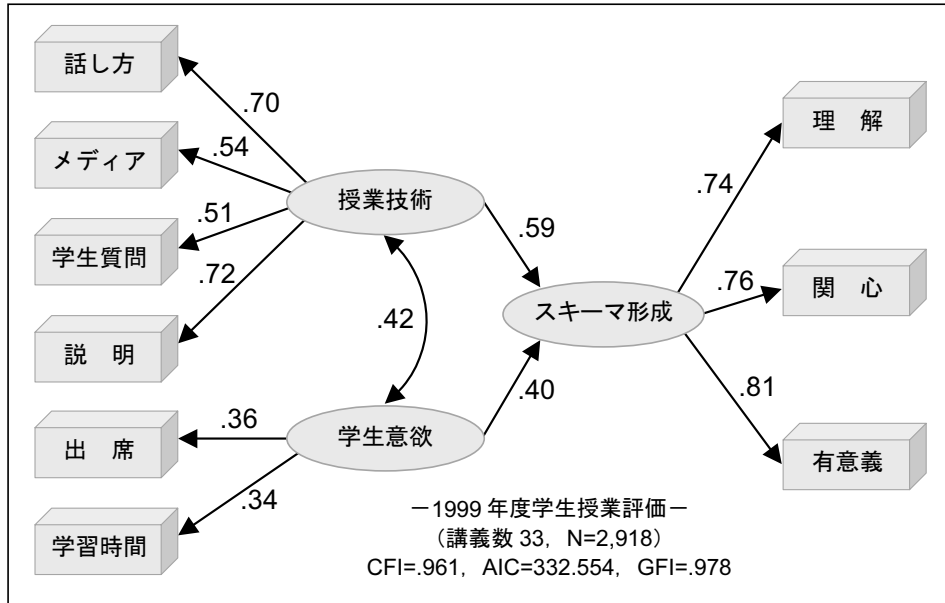 話し方
メディア
学生質問
説　明
出　席
学習時間
.70
.54
.51
.72
.36
.34
授業技術
.42
学生意欲
.59
.40
スキーマ形成
.74
.76
.81
理　解
関　心
有意義
－1999 年度学生授業評価－
（講義数 33，N=2,918）
CFI=.961，AIC=332.554，GFI=.978